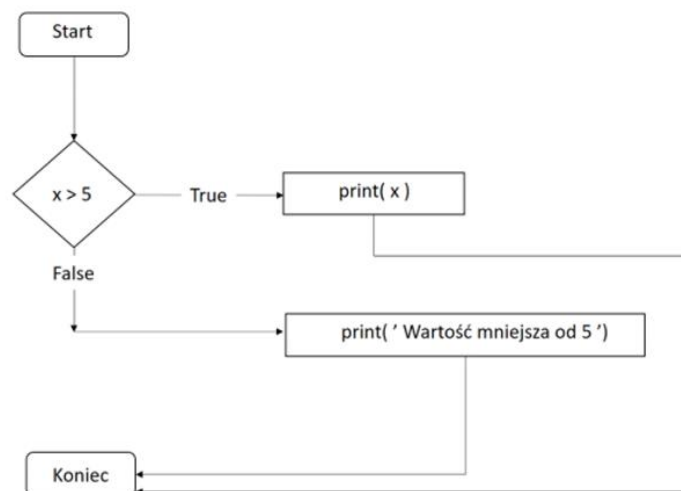 Start
x > 5
True
print( x )
False
print( ’ Wartość mniejsza od 5 ’)
Koniec